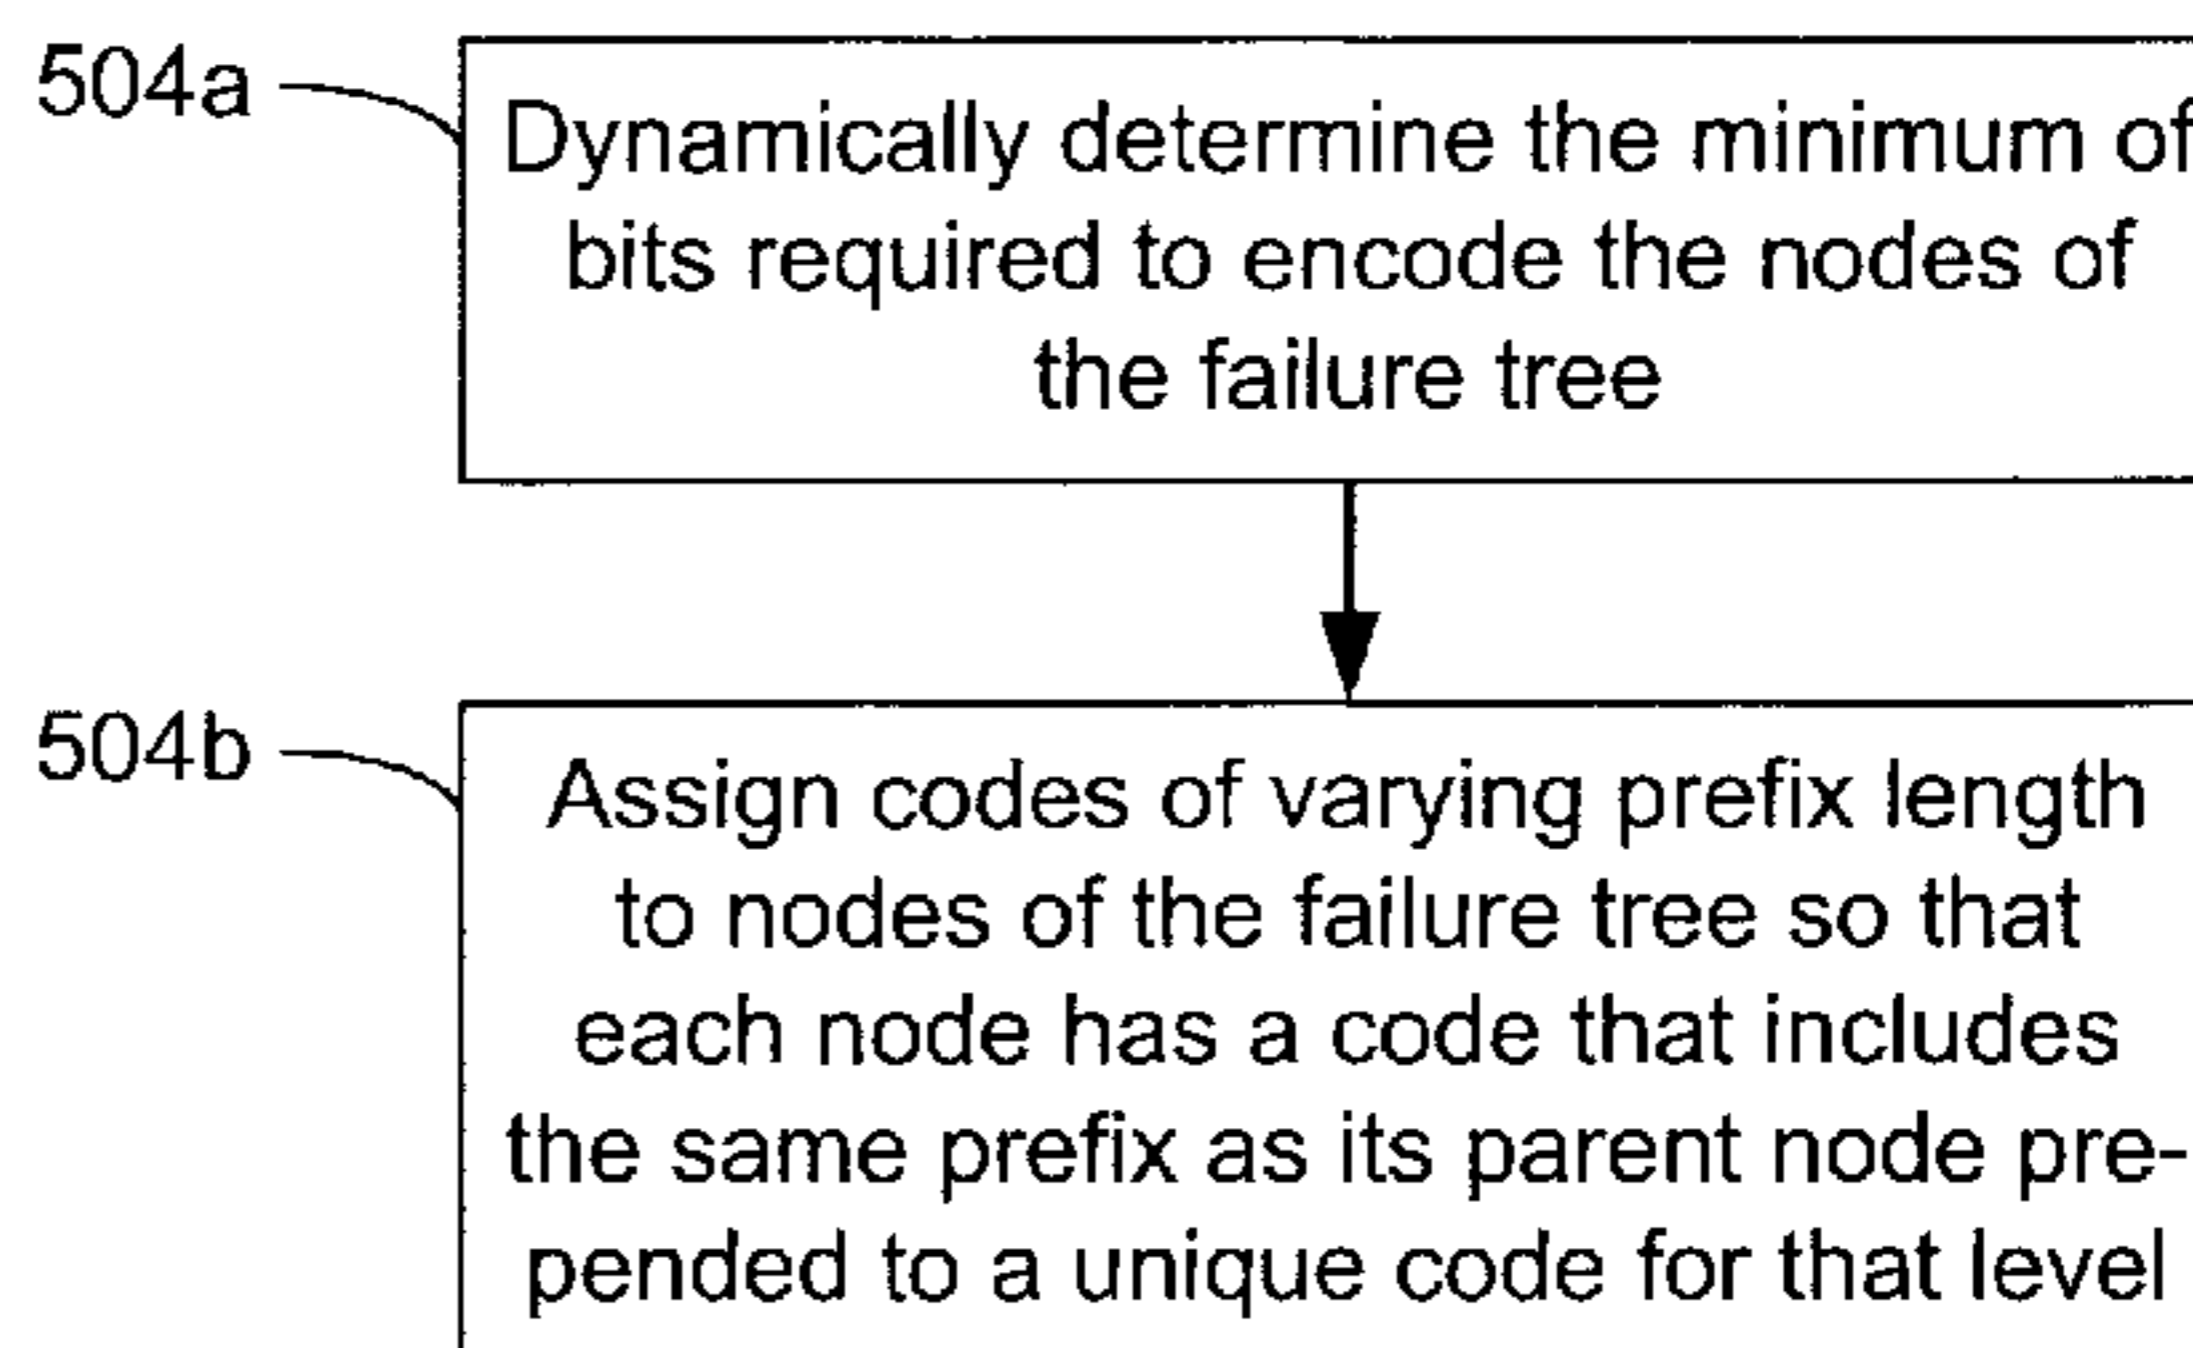 504a
Dynamically determine the minimum of
bits required to encode the nodes of
the failure tree
504b
Assign codes of varying prefix length
to nodes of the failure tree so that
each node has a code that includes
the same prefix as its parent node pre-
pended to a unique code for that level